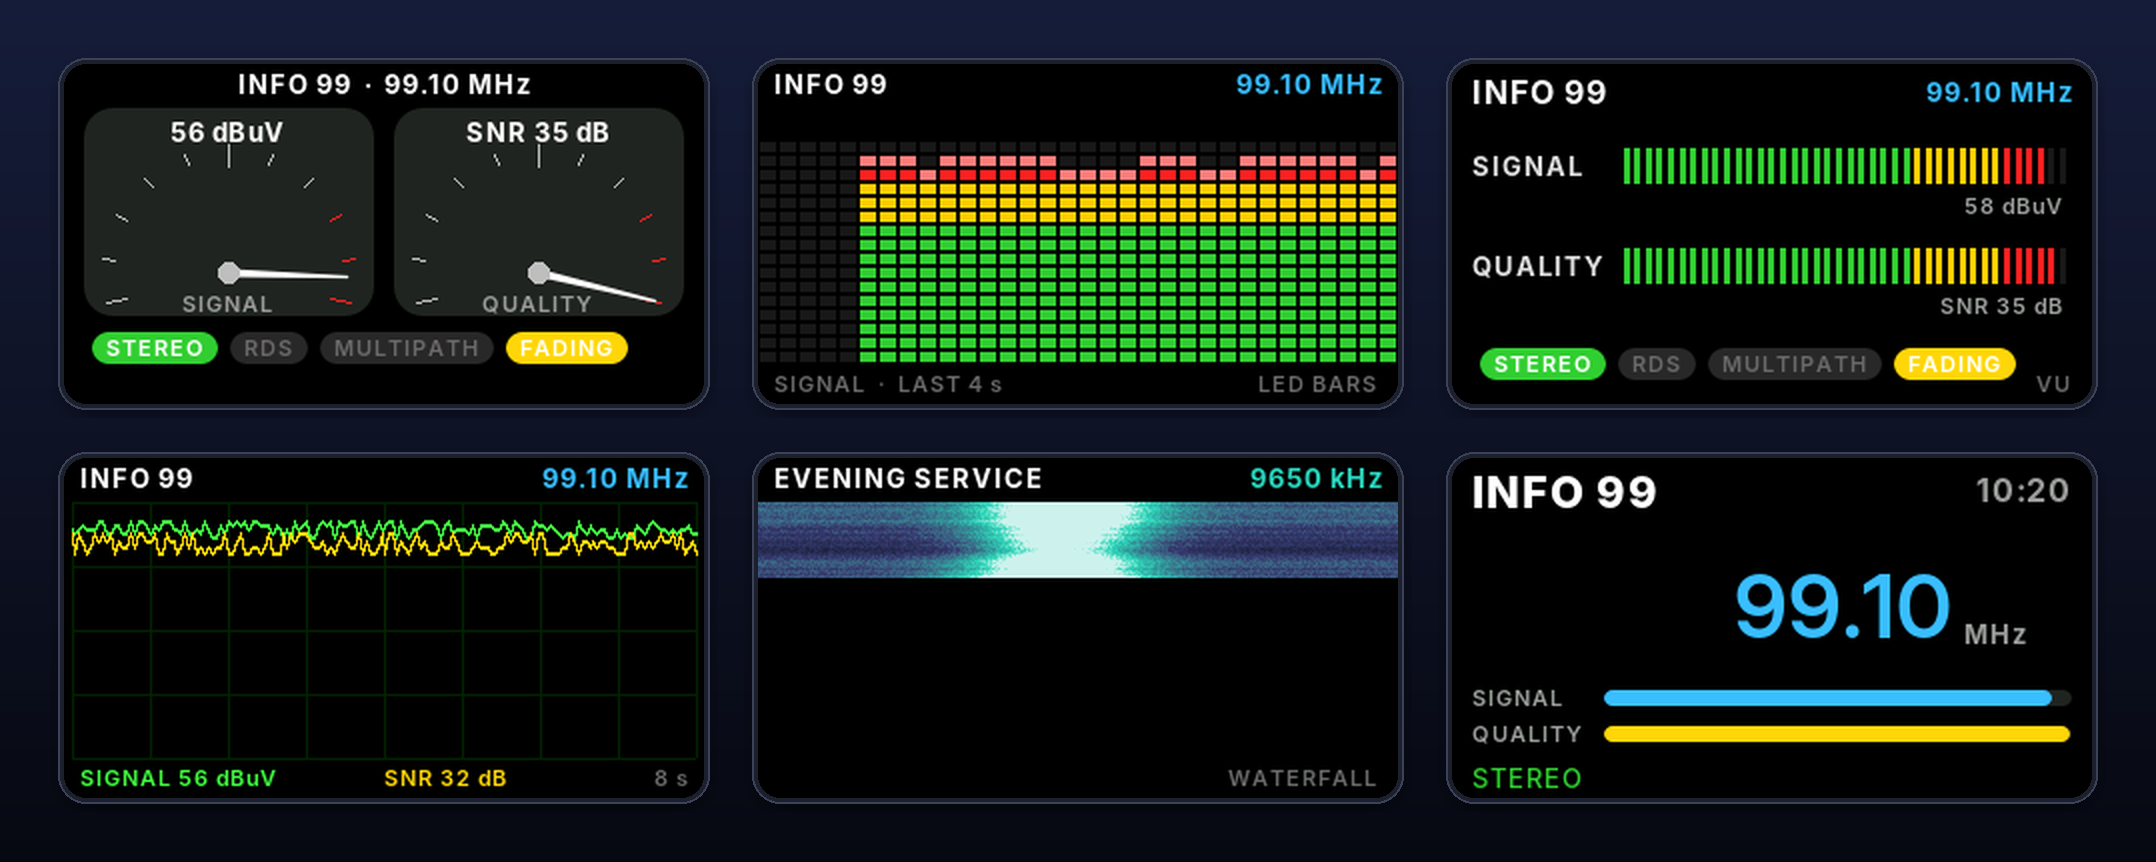 INFO 99 · 99.10 MHz
56 dBuV
SNR 35 dB
SIGNAL
QUALITY
STEREO
RDS
MULTIPATH
FADING
INFO 99
99.10 MHz
SIGNAL · LAST 4 s
LED BARS
INFO 99
99.10 MHz
SIGNAL
58 dBuV
QUALITY
SNR 35 dB
STEREO
RDS
MULTIPATH
FADING
VU
INFO 99
99.10 MHz
SIGNAL 56 dBuV
SNR 32 dB
8 s
EVENING SERVICE
9650 kHz
WATERFALL
INFO 99
10:20
99.10 MHz
SIGNAL
QUALITY
STEREO